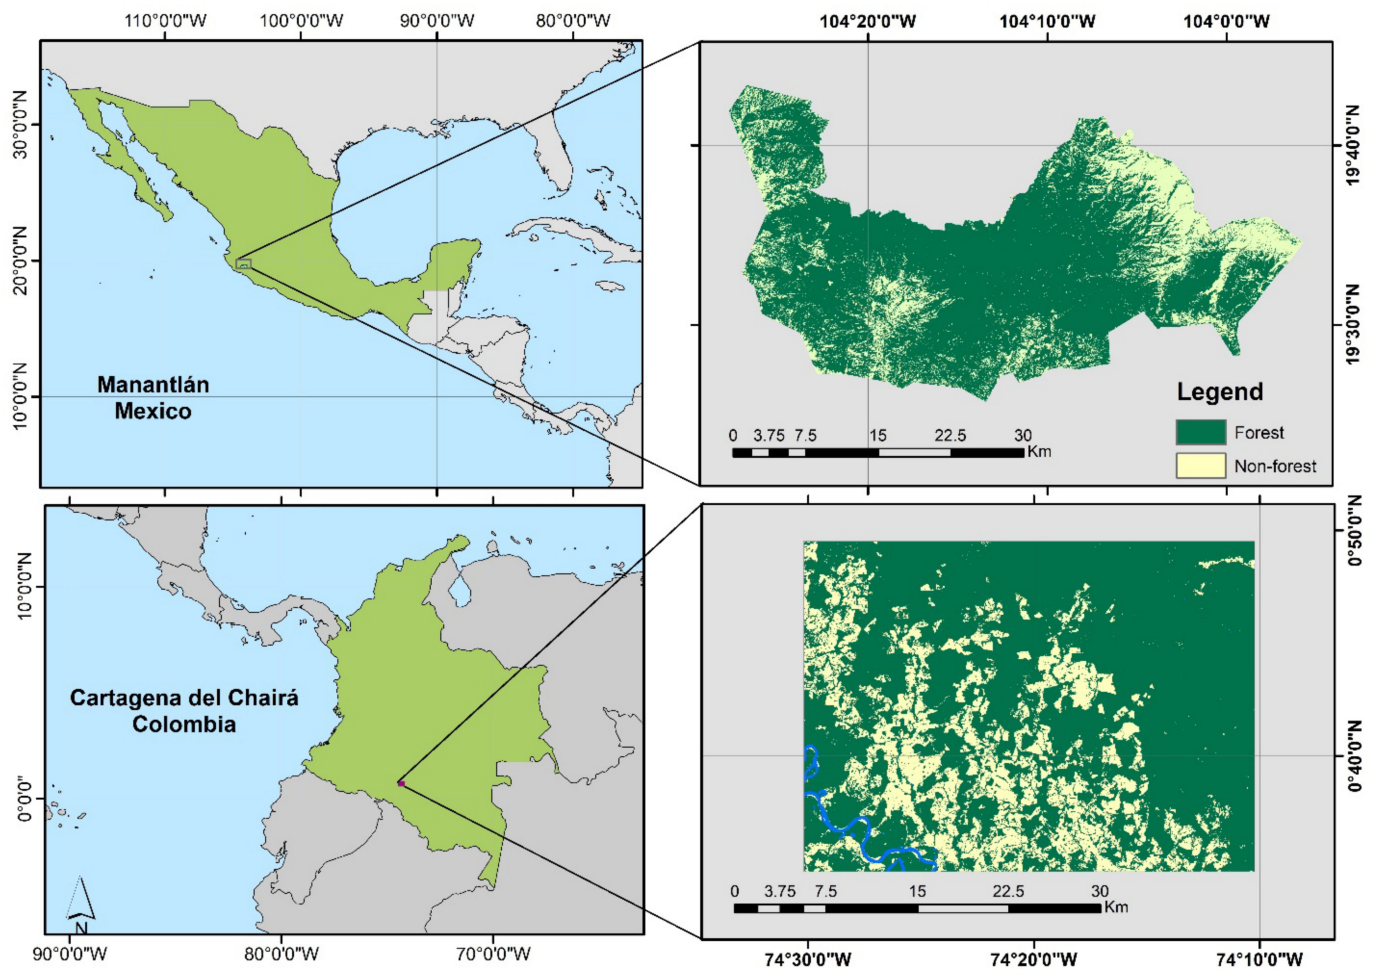 110°0'0"W 100°0'0"W 90°0'0"W 80°0'0"W
104°20'0"W 104°10'0"W 104°0'0"W
30°0'0"N
20°0'0"N
10°0'0"N
Manantlán
Mexico
19°40'0"N
19°30'0"N
Legend
Forest
Non-forest
0 3.75 7.5 15 22.5 30
Km
10°0'0"N
0°0'0"
Cartagena del Chairá
Colombia
N
90°0'0"W 80°0'0"W 70°0'0"W
0°50'0"N
0°40'0"N
0 3.75 7.5 15 22.5 30
Km
74°30'0"W 74°20'0"W 74°10'0"W